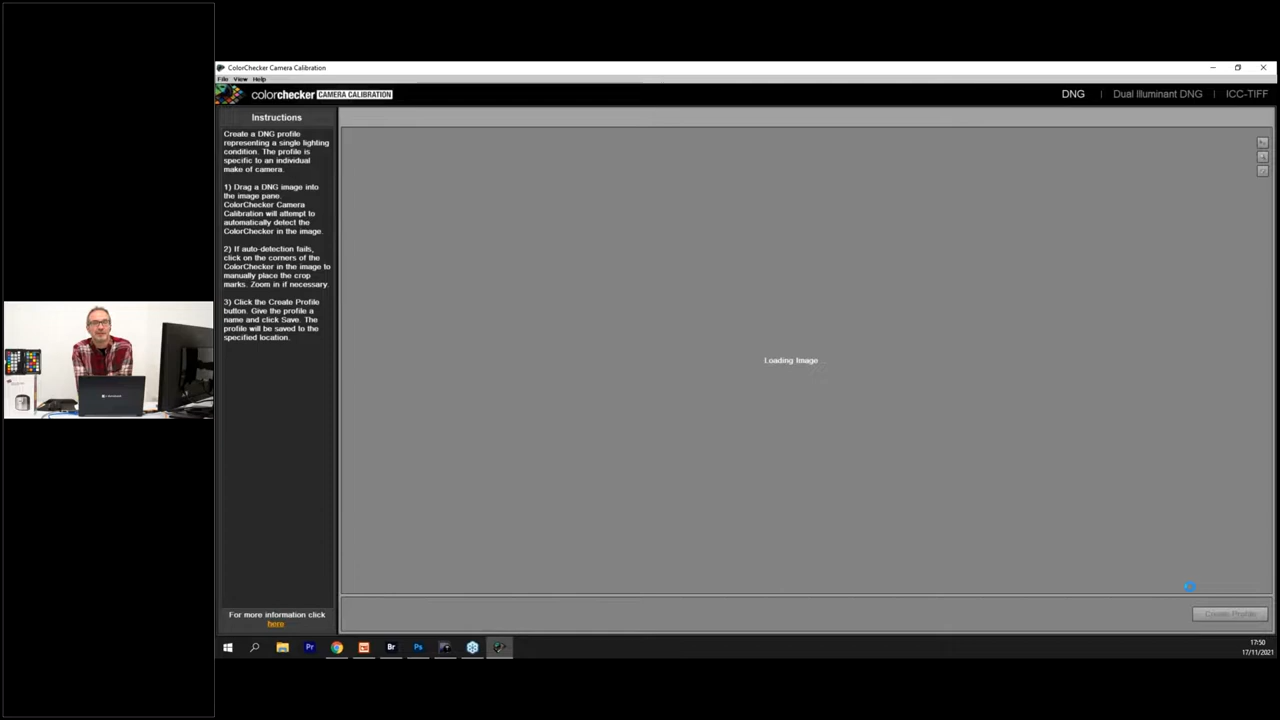 ColorChecker Camera Calibration
File View Help
colorchecker CAMERA CALIBRATION
DNG | Dual Illuminant DNG | ICC-TIFF
Instructions
Create a DNG profile
representing a single lighting
condition. The profile is
specific to an individual
make of camera.
1) Drag a DNG image into
the image pane.
ColorChecker Camera
Calibration will attempt to
automatically detect the
ColorChecker in the image.
2) If auto-detection fails,
click on the corners of the
ColorChecker in the image to
manually place the crop
marks. Zoom in if necessary.
3) Click the Create Profile
button. Give the profile a
name and click Save. The
profile will be saved to the
specified location.
Loading Image
For more information click
here
Create Profile
Pr
Br
Ps
17:50
17/11/2021